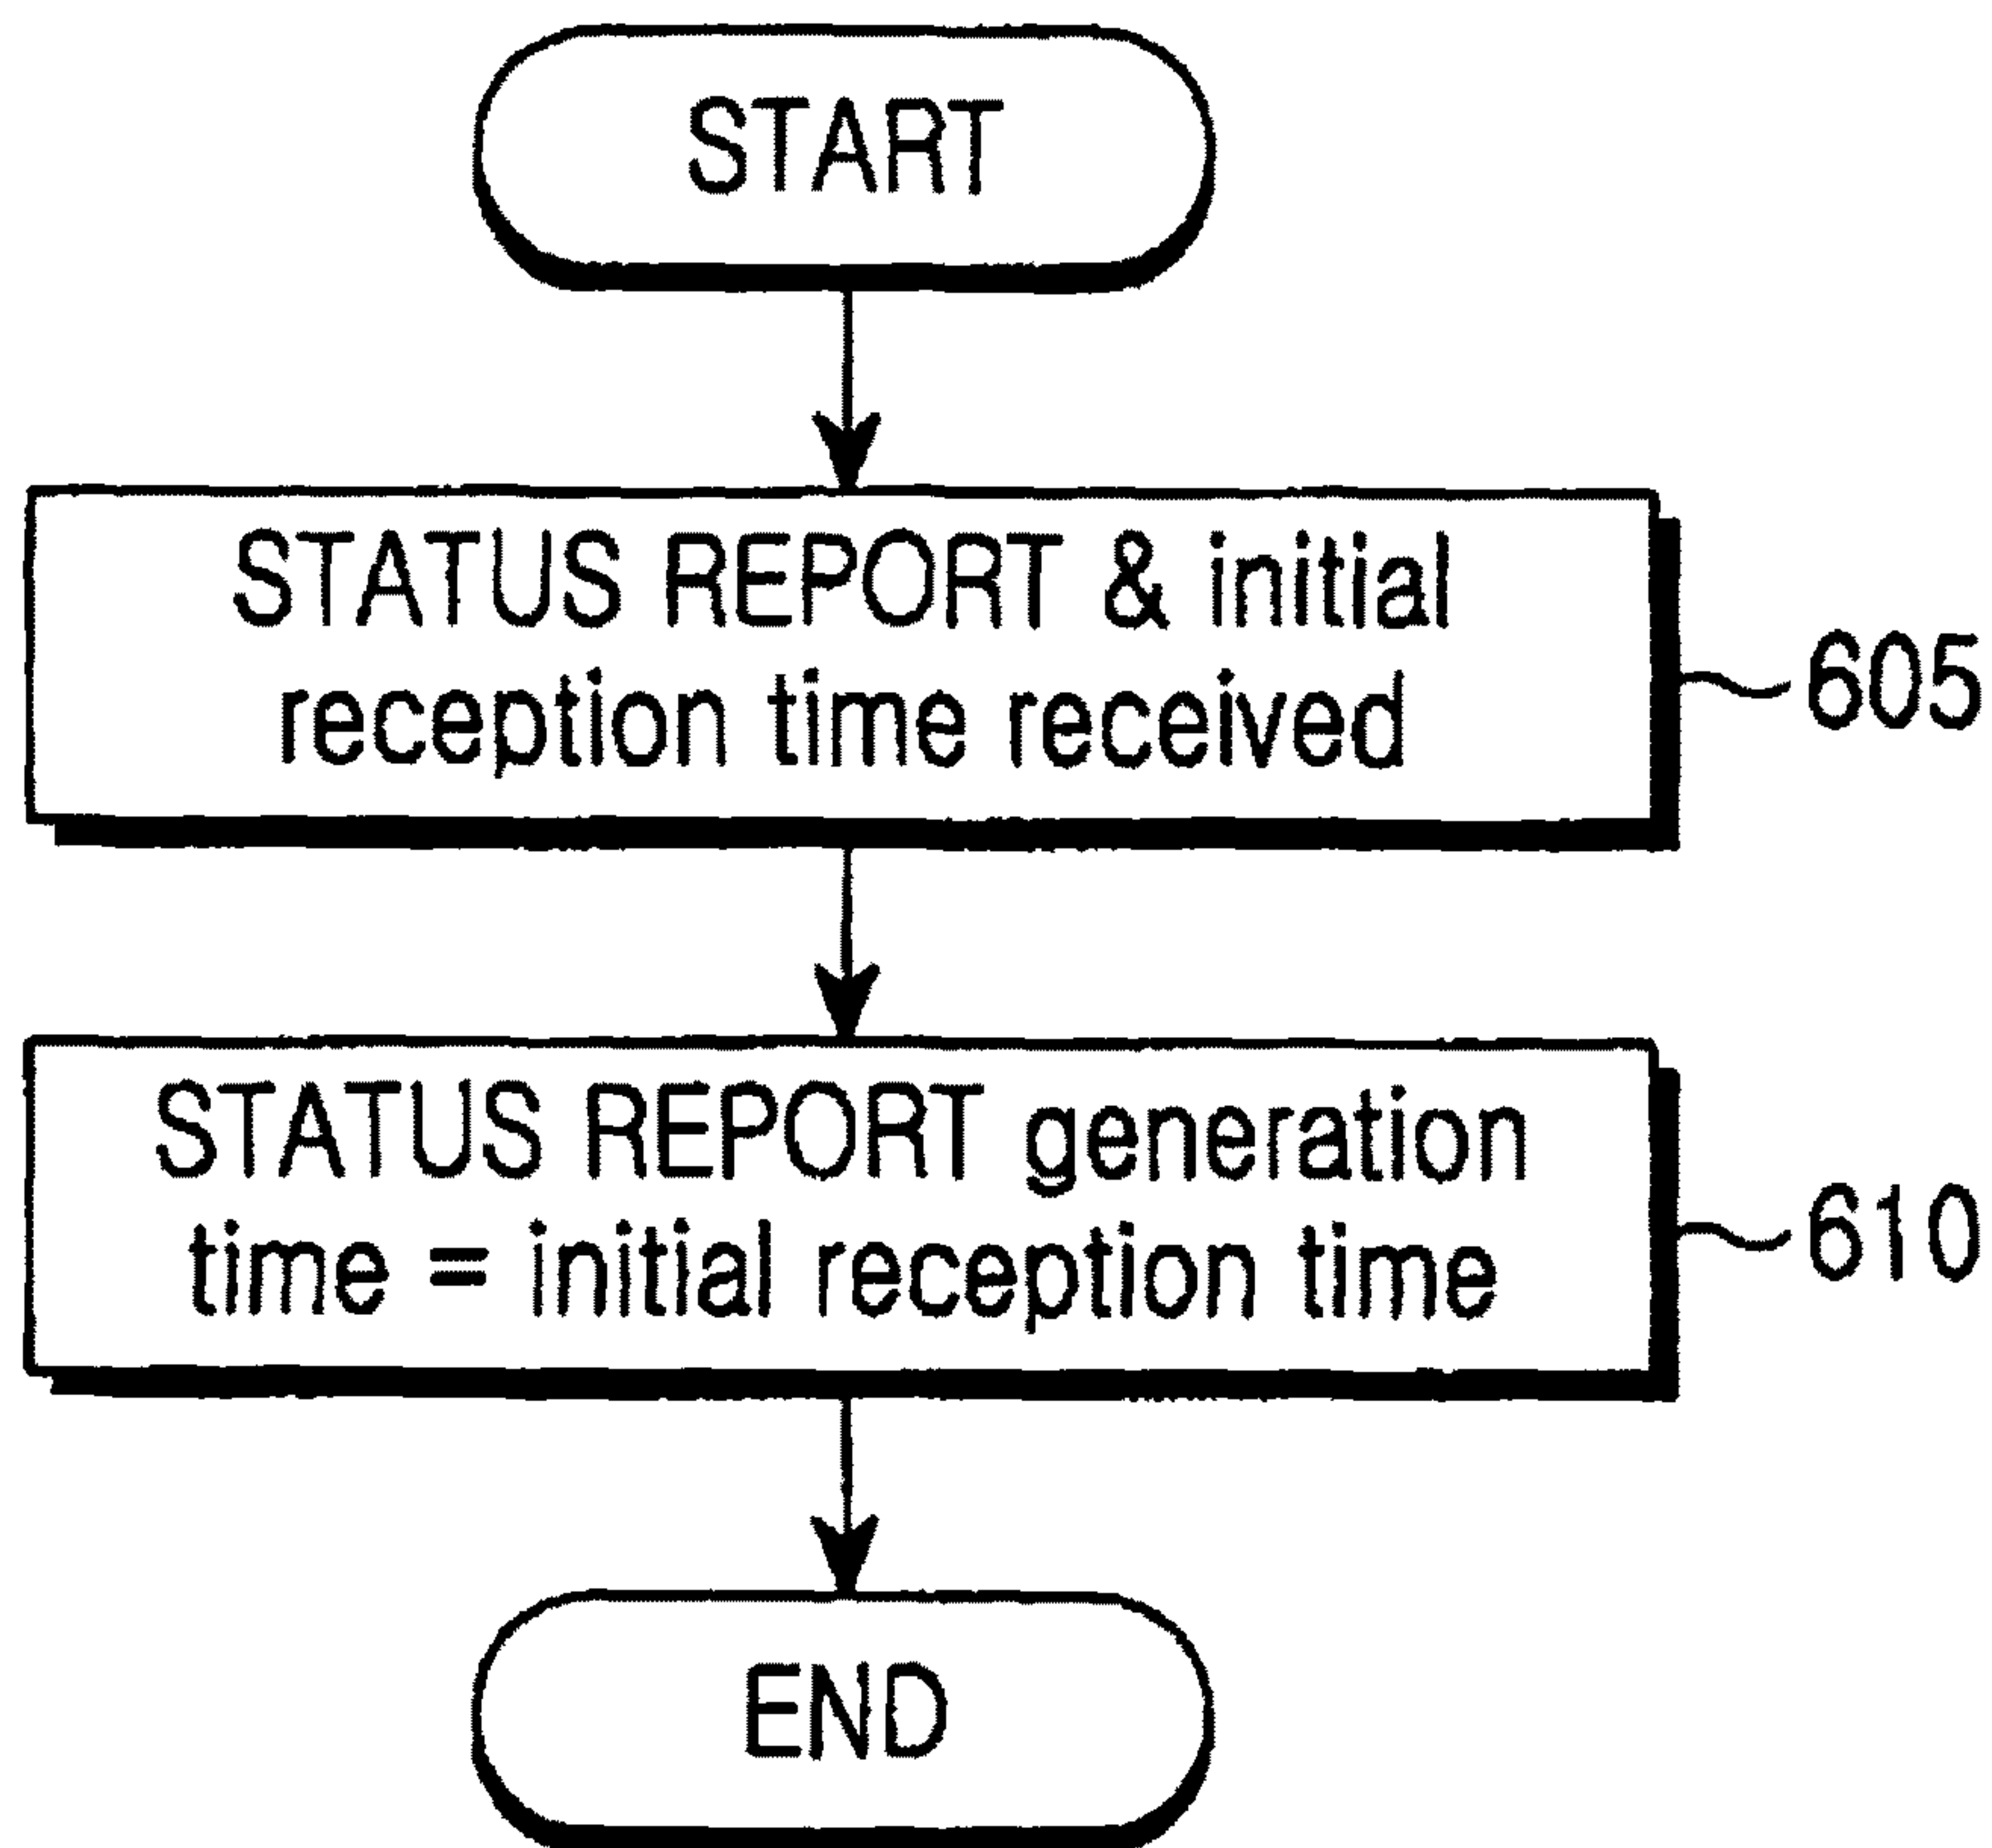 START
STATUS REPORT & initial
reception time received
605
STATUS REPORT generation
time = initial reception time
610
END